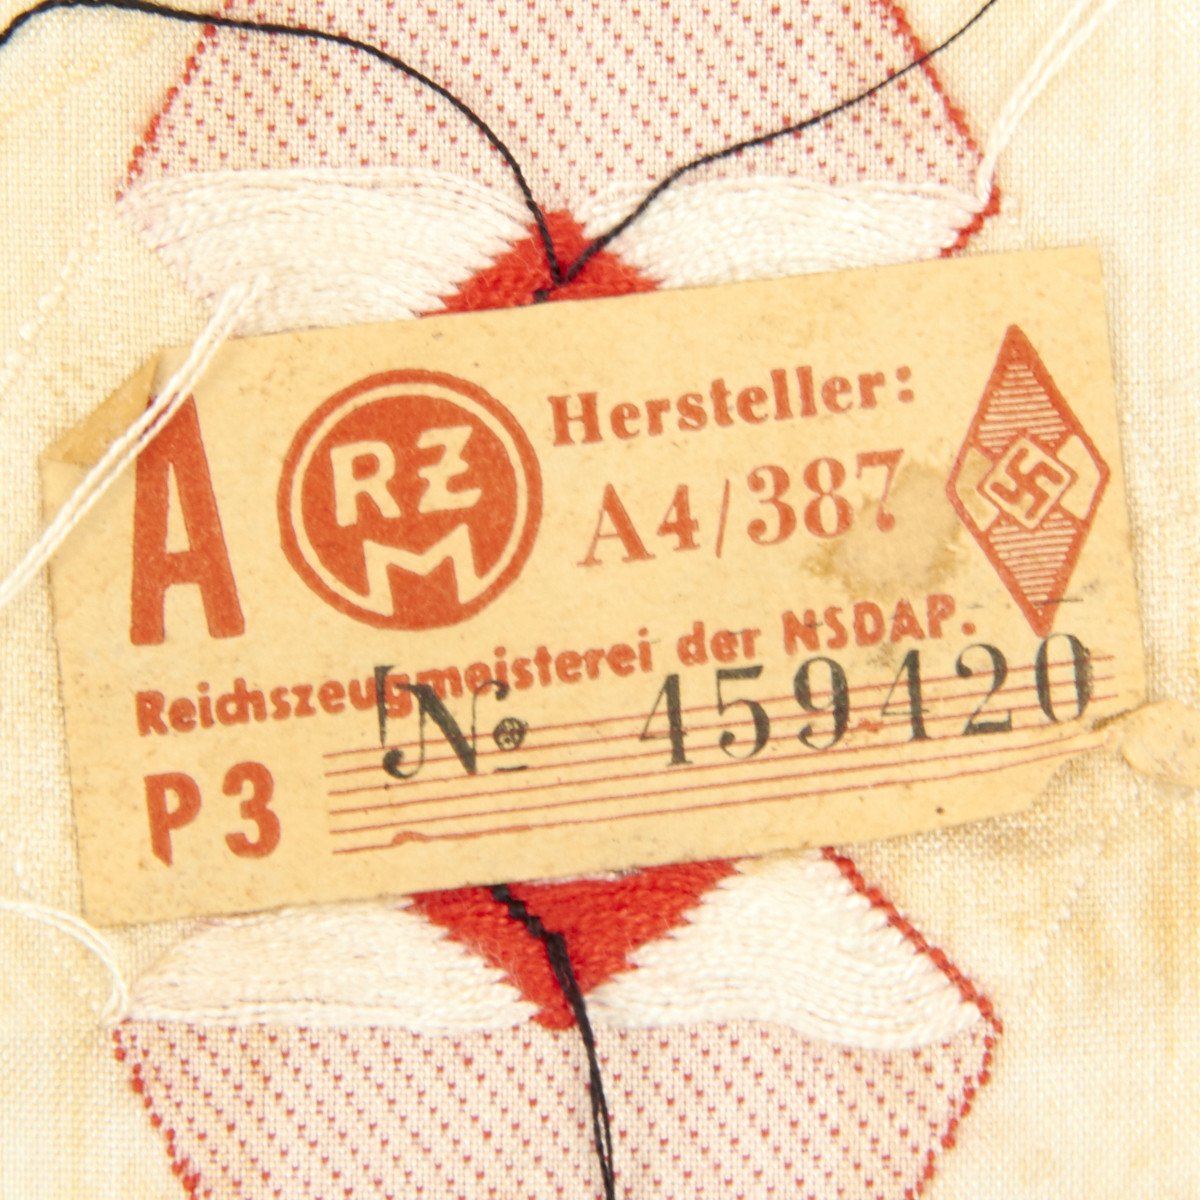 A
RZM
Hersteller:
A4/387
Reichszeugmeisterei der NSDAP.
№ 459420
P3